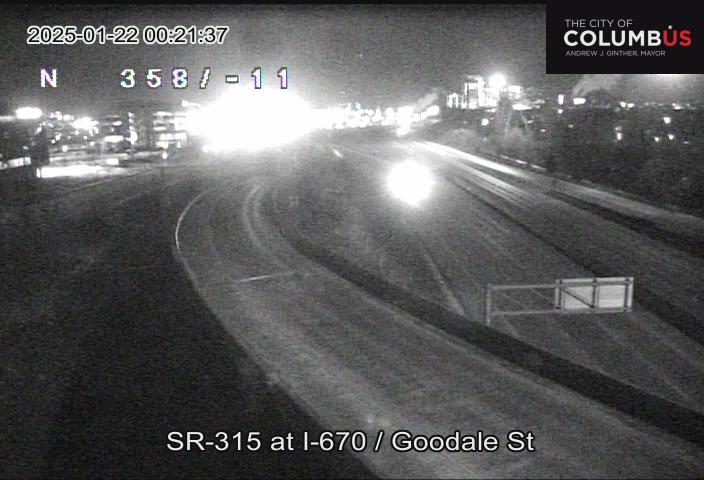 2025-01-22 00:21:37
THE CITY OF
COLUMBUS
ANDREW J. GINTHER, MAYOR
N 358/-11
SR-315 at I-670 / Goodale St